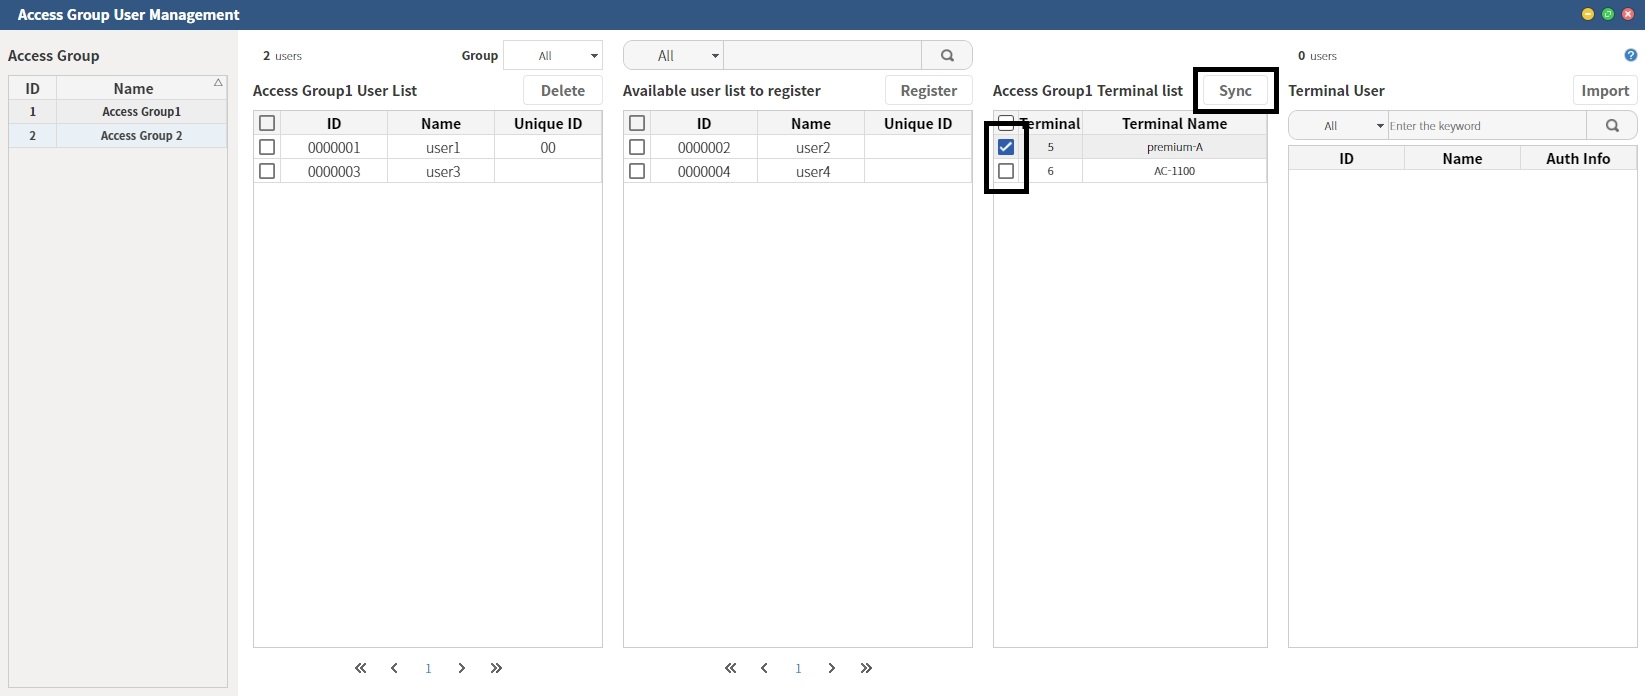 Access Group User Management
Access Group
ID Name
1 Access Group1
2 Access Group 2
2 users Group All
Access Group1 User List Delete
ID Name Unique ID
0000001 user1 00
0000003 user3
1
All
Available user list to register Register
ID Name Unique ID
0000002 user2
0000004 user4
1
Access Group1 Terminal list Sync
Terminal Terminal Name
5 premium-A
6 AC-1100
0 users
Terminal User Import
All Enter the keyword
ID Name Auth Info